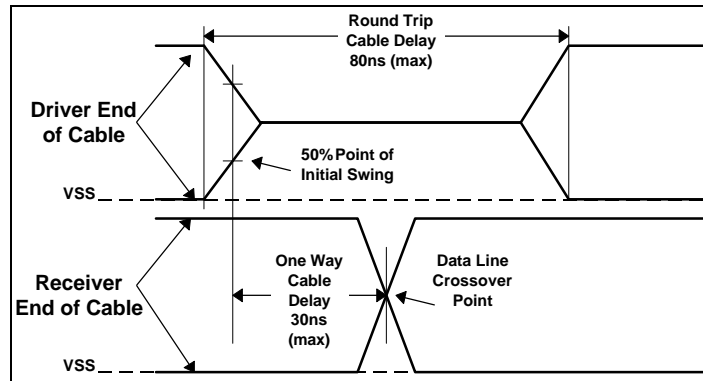 Round Trip
Cable Delay
80ns (max)
Driver End
of Cable
50% Point of
Initial Swing
VSS
One Way
Cable
Delay
30ns
(max)
Data Line
Crossover
Point
Receiver
End of Cable
VSS